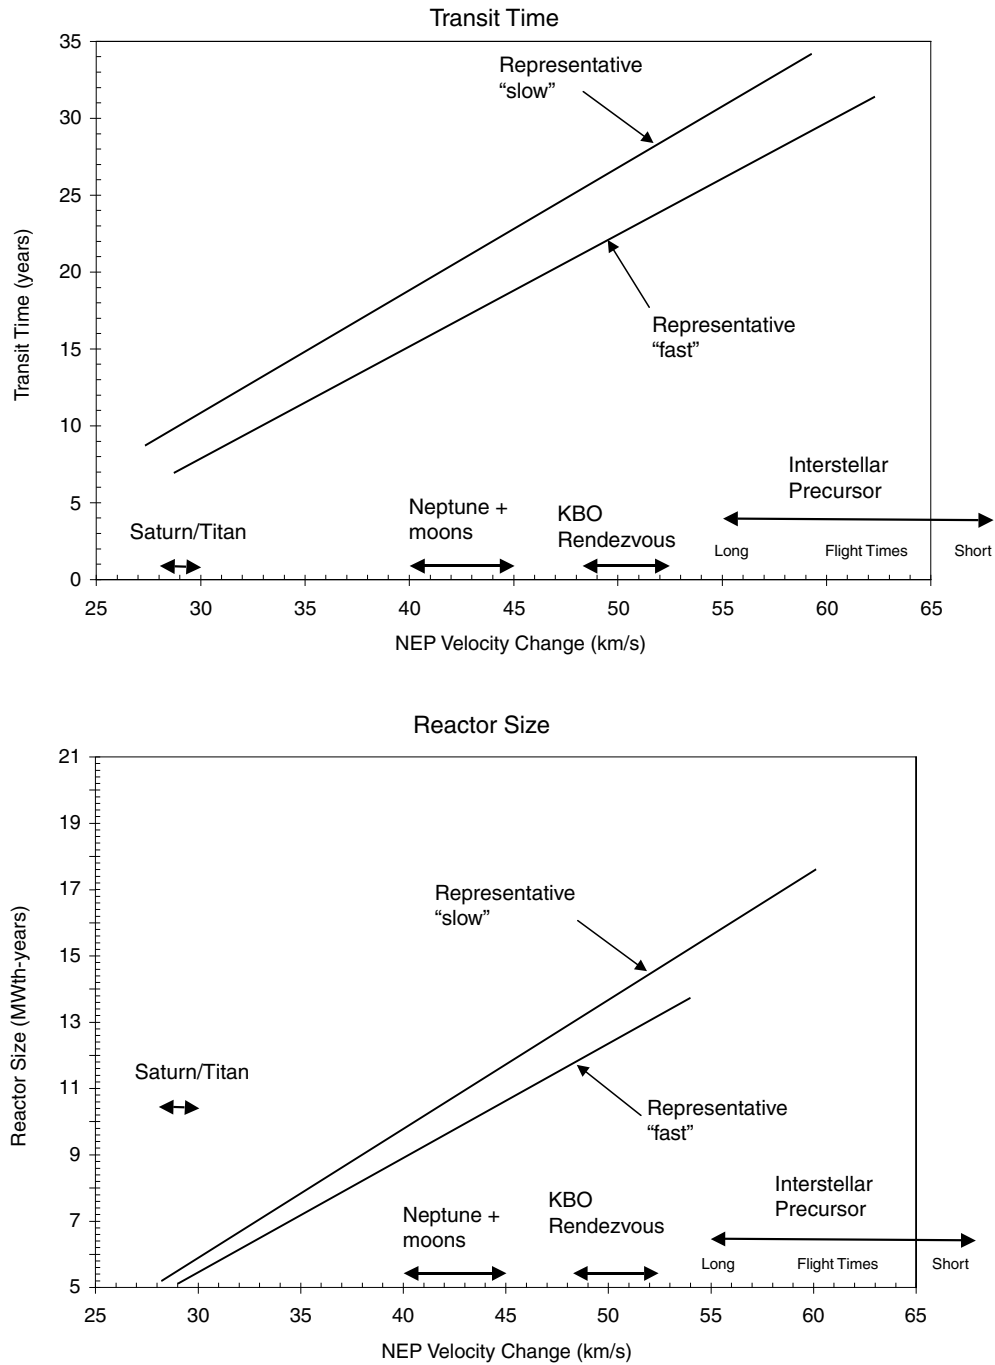 Transit Time
35
30
25
20
15
10
5
0
Transit Time (years)
Representative
“slow”
Representative
“fast”
Interstellar
Precursor
Neptune +
moons
KBO
Rendezvous
Saturn/Titan
Long Flight Times Short
25 30 35 40 45 50 55 60 65
NEP Velocity Change (km/s)
Reactor Size
21
19
17
15
13
11
9
7
5
Reactor Size (MWth-years)
Representative
“slow”
Saturn/Titan
Representative
“fast”
Interstellar
Precursor
Neptune +
moons
KBO
Rendezvous
Long Flight Times Short
25 30 35 40 45 50 55 60 65
NEP Velocity Change (km/s)